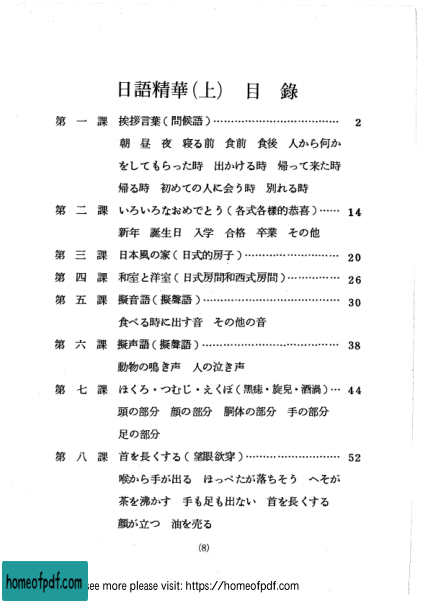 日語精華(上) 目錄
第一課 挨拶言葉(問候語)………………………………… 2
朝 昼 夜 寝る前 食前 食後 人から何か
をしてもらった時 出かける時 帰って来た時
帰る時 初めての人に会う時 別れる時
第二課 いろいろなおめでとう(各式各樣的恭喜)…… 14
新年 誕生日 入学 合格 卒業 その他
第三課 日本風の家(日式的房子)……………………… 20
第四課 和室と洋室(日式房間和西式房間)…………… 26
第五課 擬音語(擬聲語)………………………………… 30
食べる時に出す音 その他の音
第六課 擬声語(擬聲語)………………………………… 38
動物の鳴き声 人の泣き声
第七課 ほくろ・つむじ・えくぼ(黑痣・旋兒・酒渦)… 44
頭の部分 顔の部分 胴体の部分 手の部分
足の部分
第八課 首を長くする(望眼欲穿)……………………… 52
喉から手が出る ほっぺたが落ちそう へそが
茶を沸かす 手も足も出ない 首を長くする
顔が立つ 油を売る
(8)
homeofpdf.com
see more please visit: https://homeofpdf.com